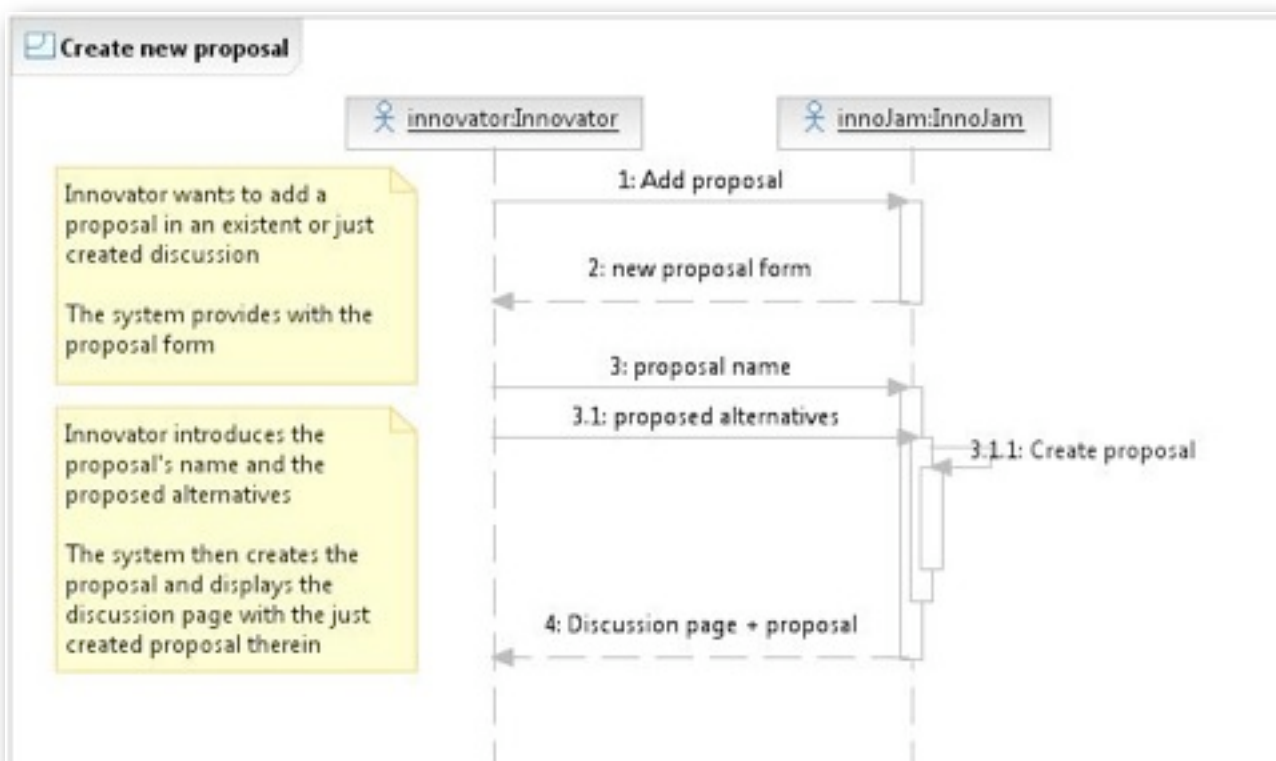 Create new proposal
innovator:Innovator
innoJam:InnoJam
Innovator wants to add a
proposal in an existent or just
created discussion
The system provides with the
proposal form
1: Add proposal
2: new proposal form
3: proposal name
3.1: proposed alternatives
3.1.1: Create proposal
Innovator introduces the
proposal's name and the
proposed alternatives
The system then creates the
proposal and displays the
discussion page with the just
created proposal therein
4: Discussion page + proposal